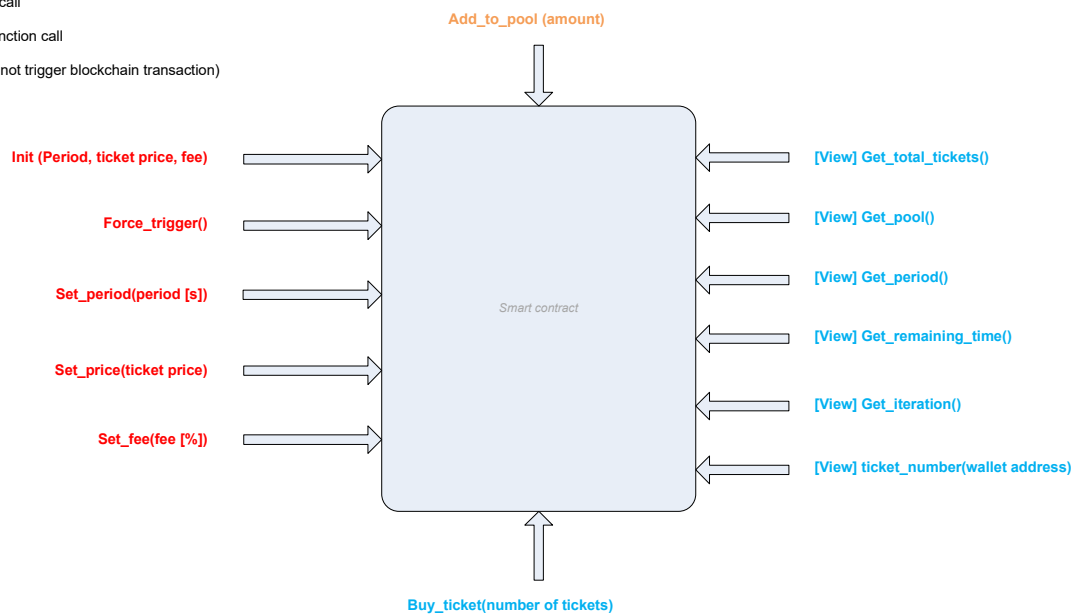 call
nction call
not trigger blockchain transaction)
Add_to_pool (amount)
Init (Period, ticket price, fee)
Force_trigger()
Set_period(period [s])
Set_price(ticket price)
Set_fee(fee [%])
Smart contract
[View] Get_total_tickets()
[View] Get_pool()
[View] Get_period()
[View] Get_remaining_time()
[View] Get_iteration()
[View] ticket_number(wallet address)
Buy_ticket(number of tickets)